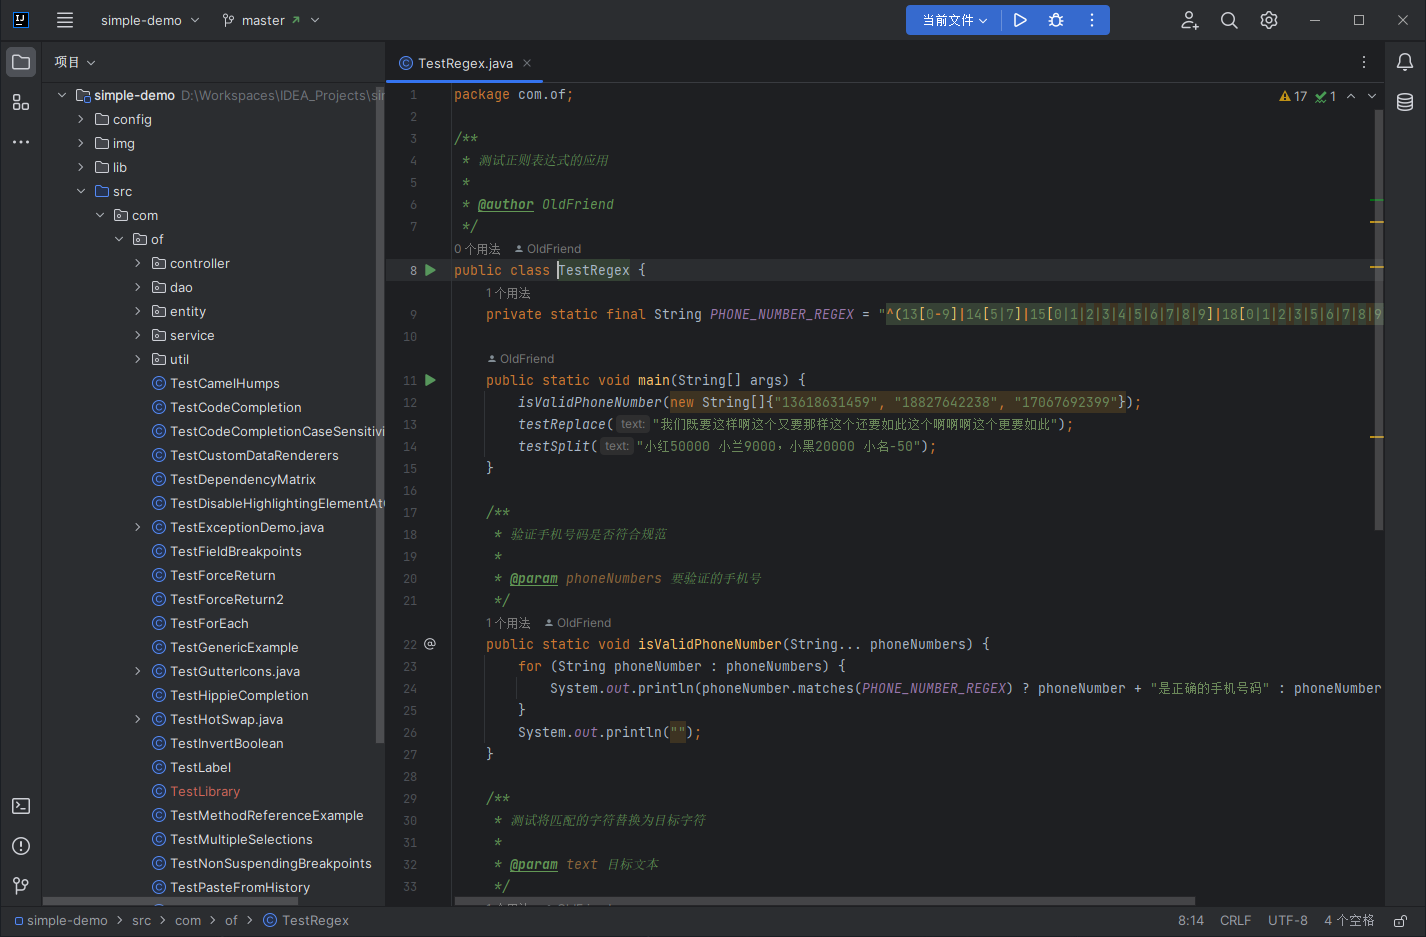 simple-demo
master
当前文件
项目
simple-demo D:\Workspaces\IDEA_Projects\si
config
img
lib
src
com
of
controller
dao
entity
service
util
TestCamelHumps
TestCodeCompletion
TestCodeCompletionCaseSensitivi
TestCustomDataRenderers
TestDependencyMatrix
TestDisableHighlightingElementAt
TestExceptionDemo.java
TestFieldBreakpoints
TestForceReturn
TestForceReturn2
TestForEach
TestGenericExample
TestGutterIcons.java
TestHippieCompletion
TestHotSwap.java
TestInvertBoolean
TestLabel
TestLibrary
TestMethodReferenceExample
TestMultipleSelections
TestNonSuspendingBreakpoints
TestPasteFromHistory
TestRegex.java
17 1
1 package com.of;
2
3 /**
4 * 测试正则表达式的应用
5 *
6 * @author OldFriend
7 */
0 个用法 OldFriend
8 public class TestRegex {
1 个用法
9 private static final String PHONE_NUMBER_REGEX = "^(13[0-9]|14[5|7]|15[0|1|2|3|4|5|6|7|8|9]|18[0|1|2|3|5|6|7|8|9
10
OldFriend
11 public static void main(String[] args) {
12 isValidPhoneNumber(new String[]{"13618631459", "18827642238", "17067692399"});
13 testReplace( text: "我们既要这样啊这个又要那样这个还要如此这个啊啊啊这个更要如此");
14 testSplit( text: "小红50000 小兰9000，小黑20000 小名-50");
15 }
16
17 /**
18 * 验证手机号码是否符合规范
19 *
20 * @param phoneNumbers 要验证的手机号
21 */
1 个用法 OldFriend
22 public static void isValidPhoneNumber(String... phoneNumbers) {
23 for (String phoneNumber : phoneNumbers) {
24 System.out.println(phoneNumber.matches(PHONE_NUMBER_REGEX) ? phoneNumber + "是正确的手机号码" : phoneNumber
25 }
26 System.out.println("");
27 }
28
29 /**
30 * 测试将匹配的字符替换为目标字符
31 *
32 * @param text 目标文本
33 */
simple-demo > src > com > of > TestRegex
8:14 CRLF UTF-8 4 个空格